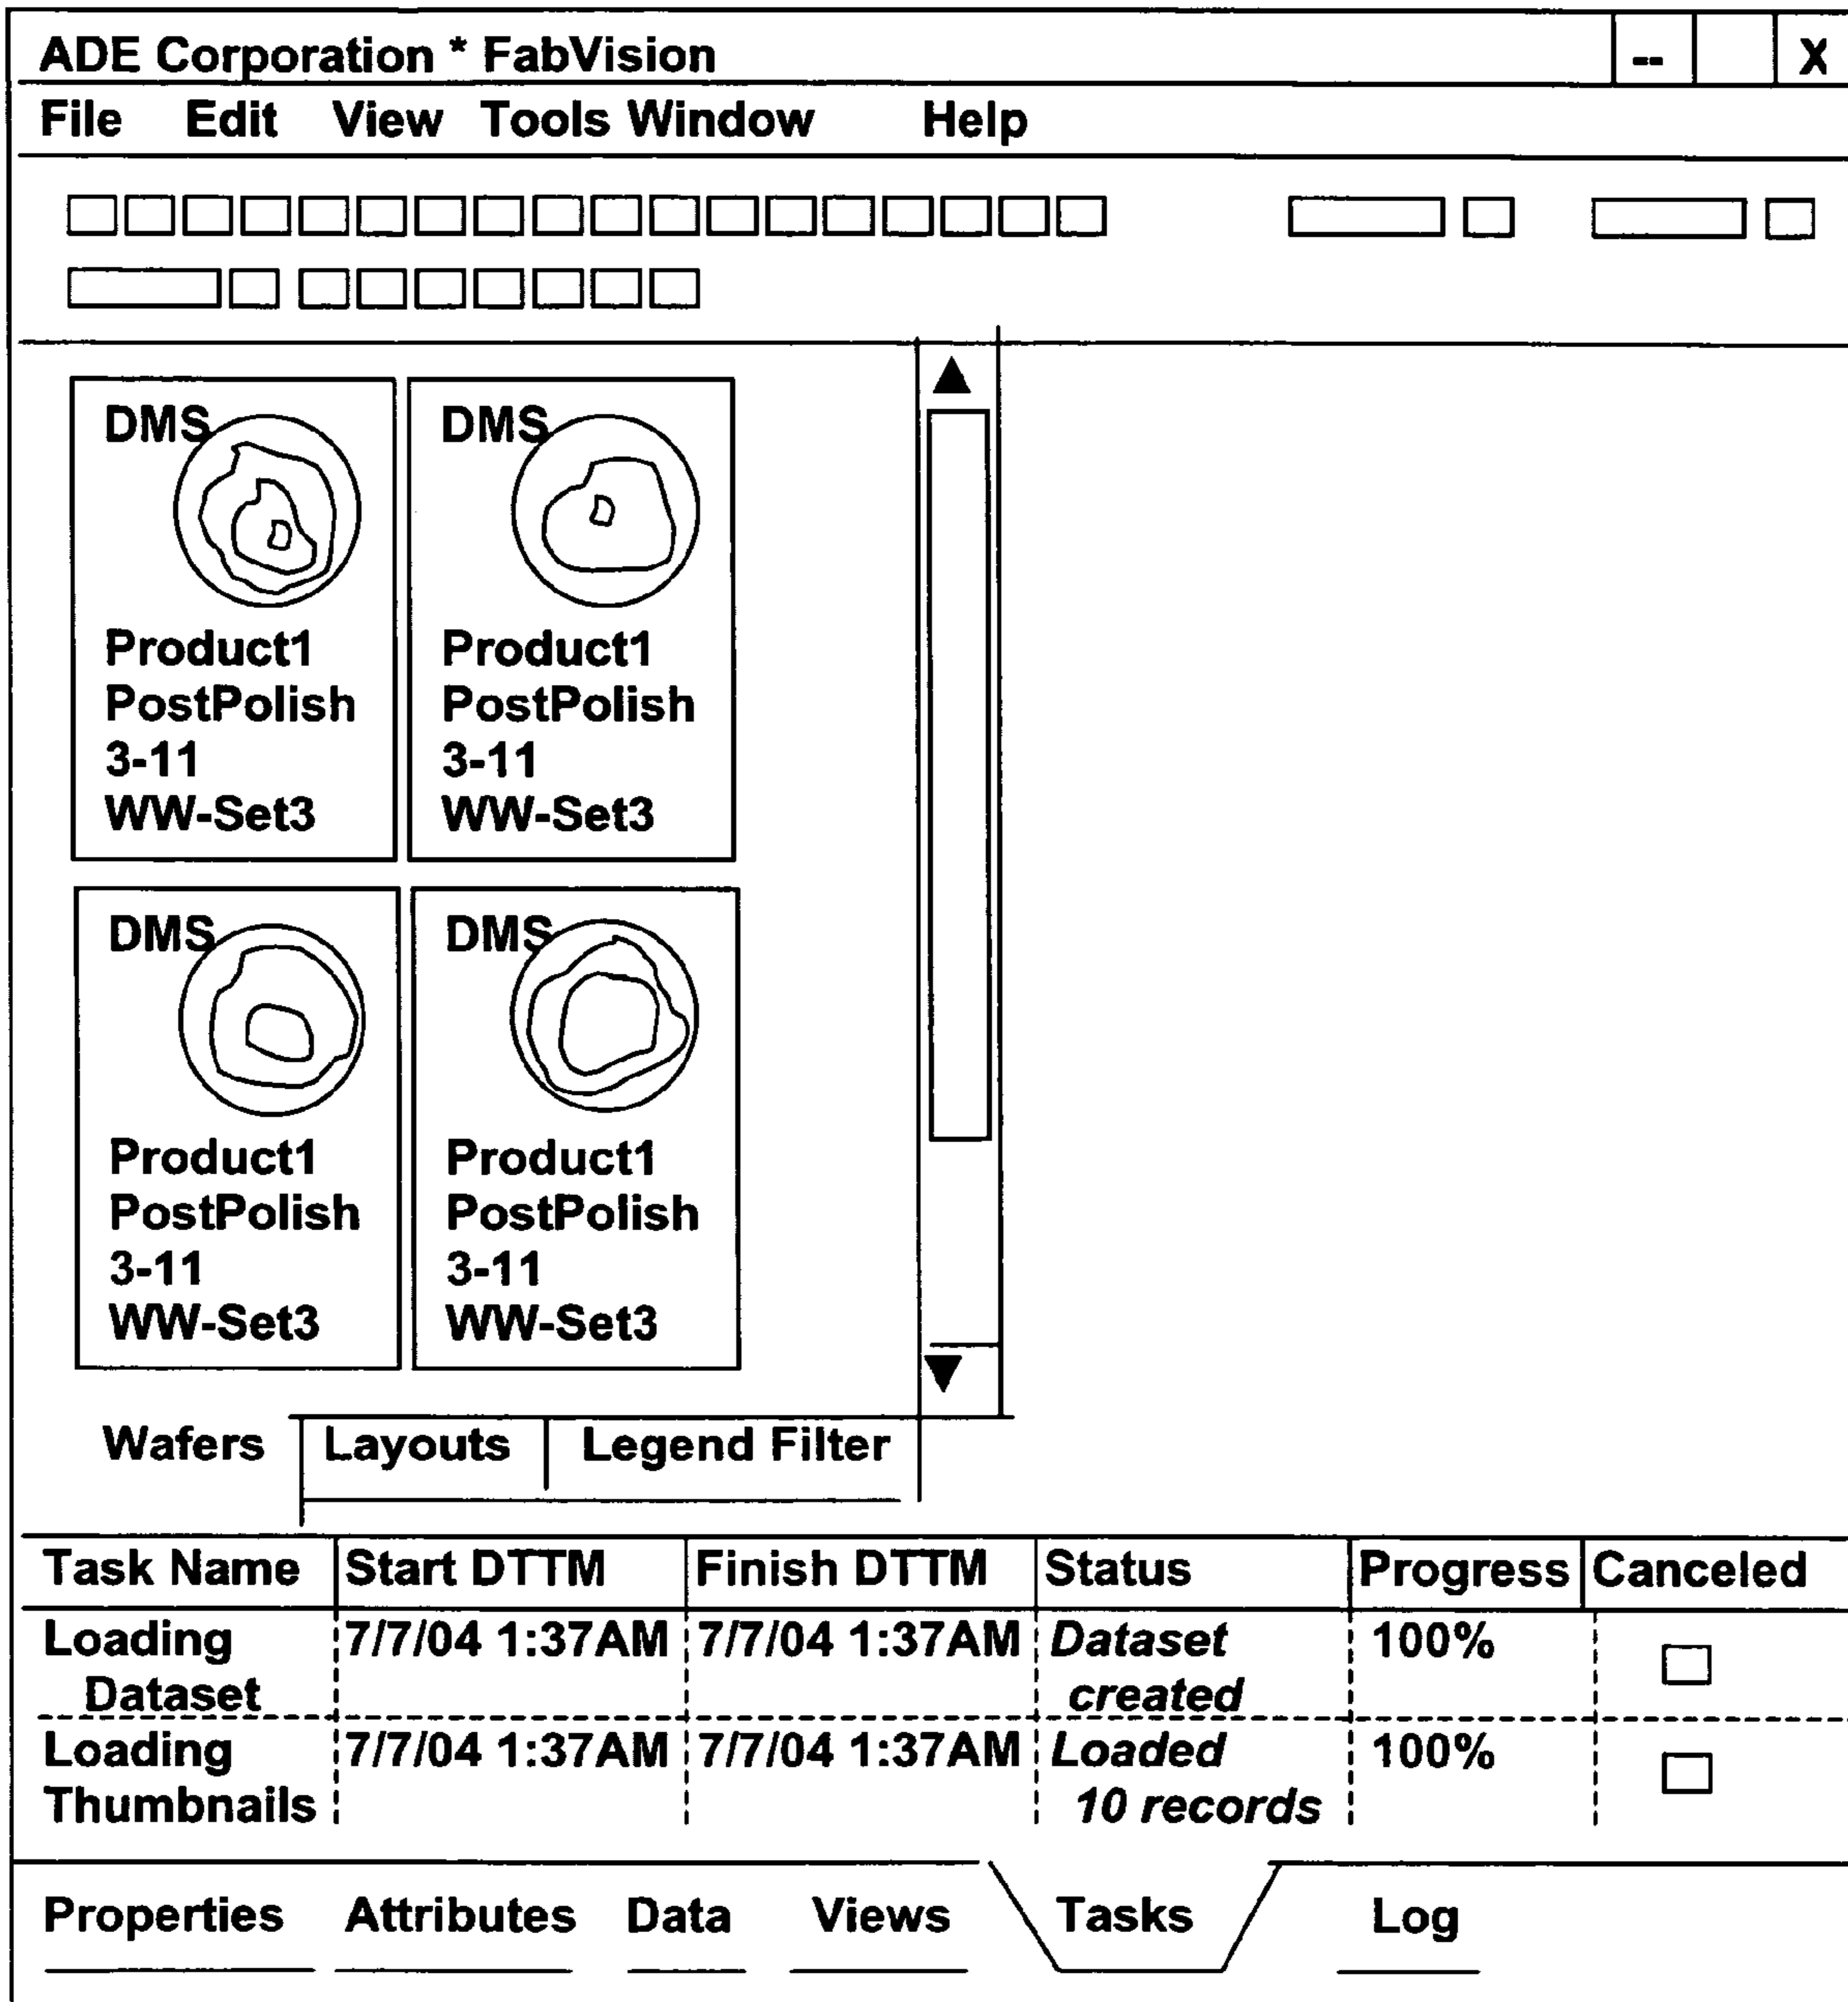 ADE Corporation * FabVision -- X
File Edit View Tools Window Help
DMS DMS
Product1 Product1
PostPolish PostPolish
3-11 3-11
WW-Set3 WW-Set3
DMS DMS
Product1 Product1
PostPolish PostPolish
3-11 3-11
WW-Set3 WW-Set3
Wafers Layouts Legend Filter
Task Name Start DTTM Finish DTTM Status Progress Canceled
Loading 7/7/04 1:37AM 7/7/04 1:37AM Dataset 100%
Dataset created
Loading 7/7/04 1:37AM 7/7/04 1:37AM Loaded 100%
Thumbnails 10 records
Properties Attributes Data Views Tasks Log